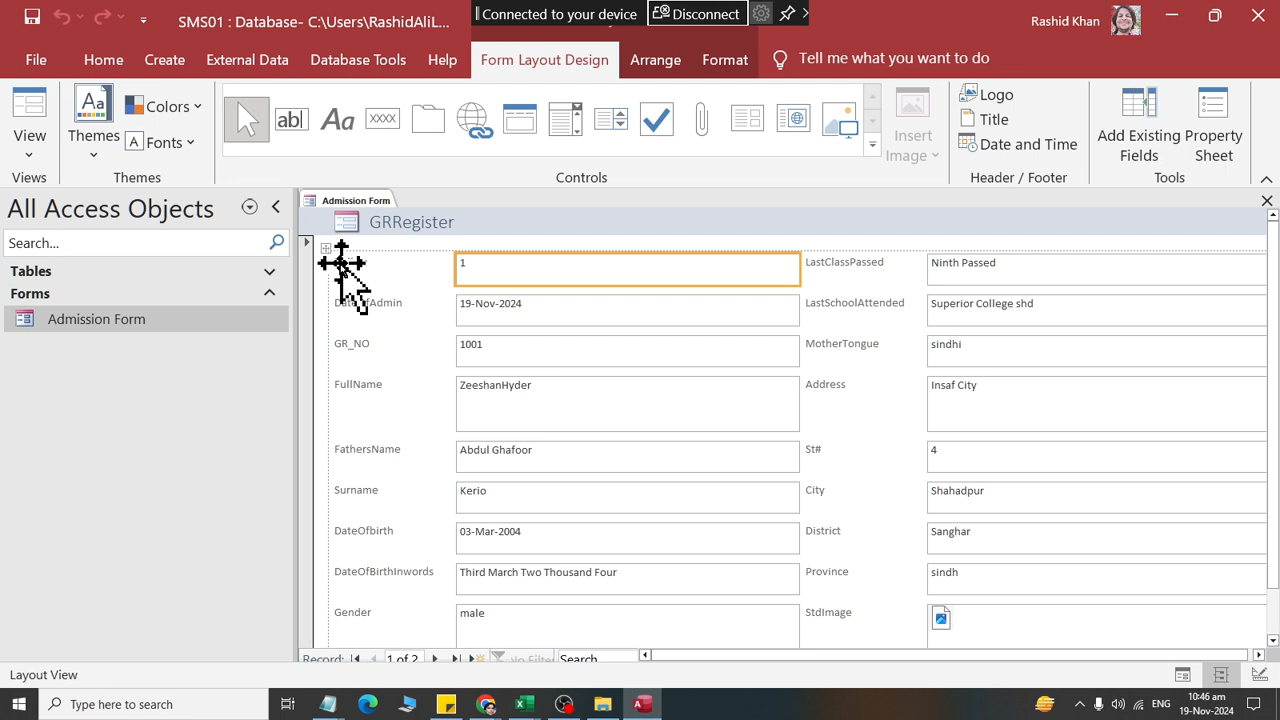 SMS01 : Database- C:\Users\RashidAliL...
Connected to your device
Disconnect
Rashid Khan
File Home Create External Data Database Tools Help Form Layout Design Arrange Format Tell me what you want to do
View
Views
Themes
Colors
Fonts
Themes
Aa
A
ab|
Aa
XXXX
Controls
Insert
Image
Logo
Title
Date and Time
Header / Footer
Add Existing
Fields
Property
Sheet
Tools
All Access Objects
Search...
Tables
Forms
Admission Form
Admission Form
GRRegister
1
LastClassPassed Ninth Passed
19-Nov-2024
LastSchoolAttended Superior College shd
GR_NO 1001
MotherTongue sindhi
FullName ZeeshanHyder
Address Insaf City
FathersName Abdul Ghafoor
St# 4
Surname Kerio
City Shahadpur
DateOfbirth 03-Mar-2004
District Sanghar
DateOfBirthInwords Third March Two Thousand Four
Province sindh
Gender male
StdImage
Record: 1 of 2 No Filter Search
Layout View
Type here to search
ENG
10:46 am
19-Nov-2024